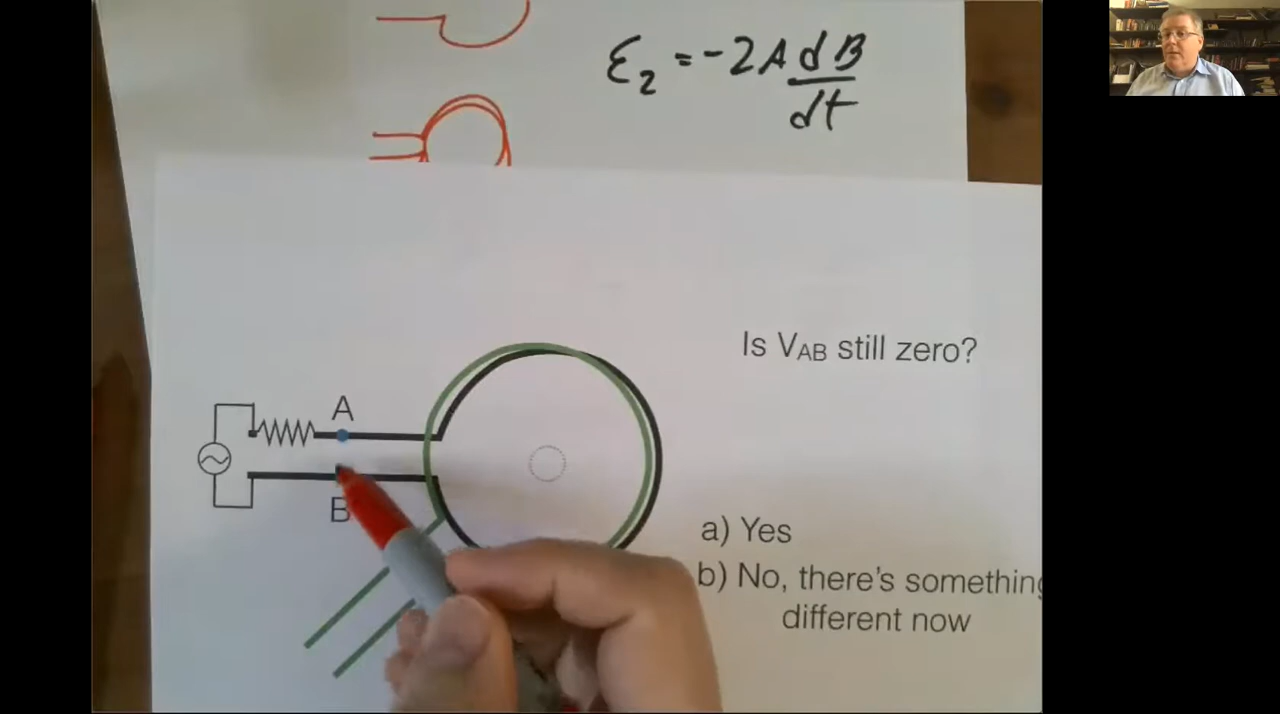 ε₂ = -2A dB/dt
Is VAB still zero?
A
B
a) Yes
b) No, there's something
different now